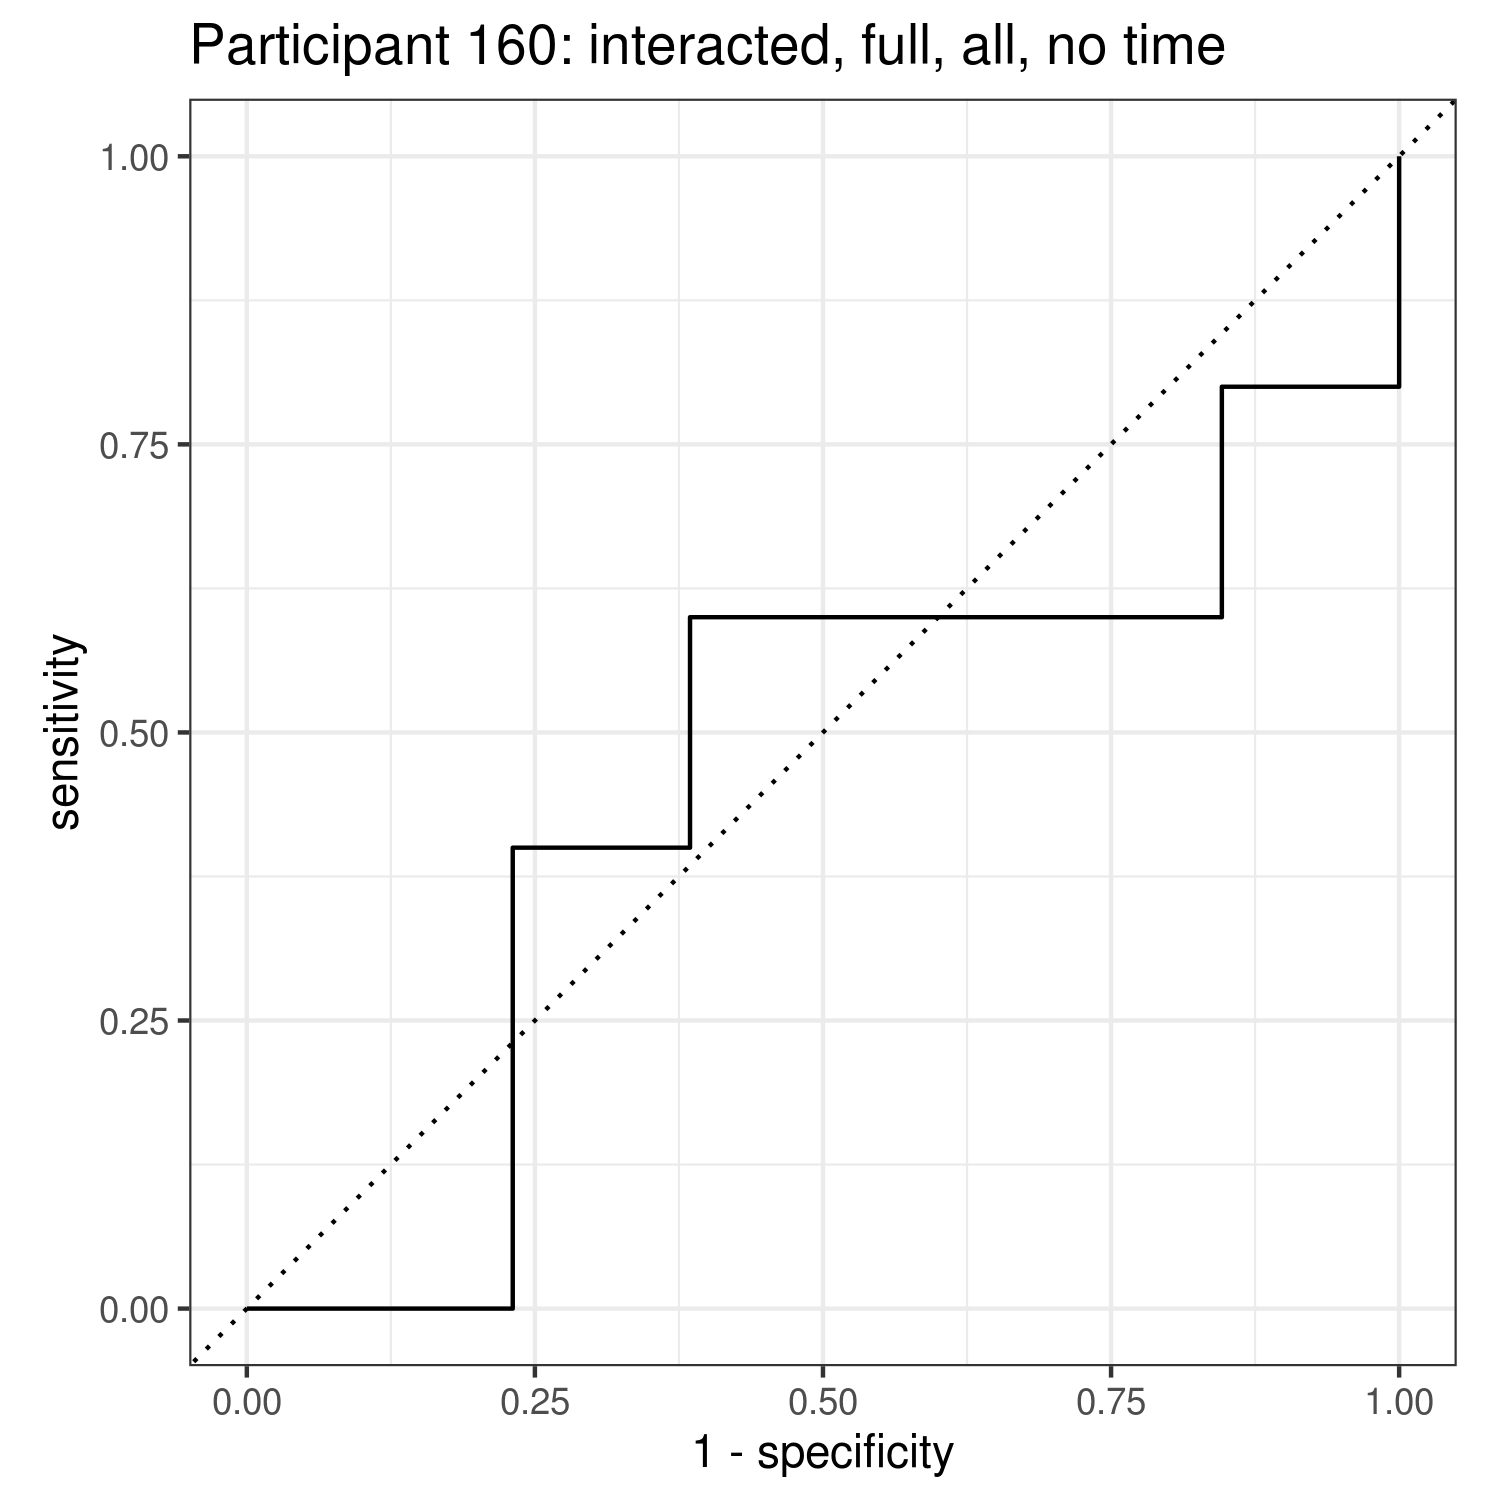 Participant 160: interacted, full, all, no time
1.00
0.75
0.50
0.25
0.00
sensitivity
0.00 0.25 0.50 0.75 1.00
1 - specificity